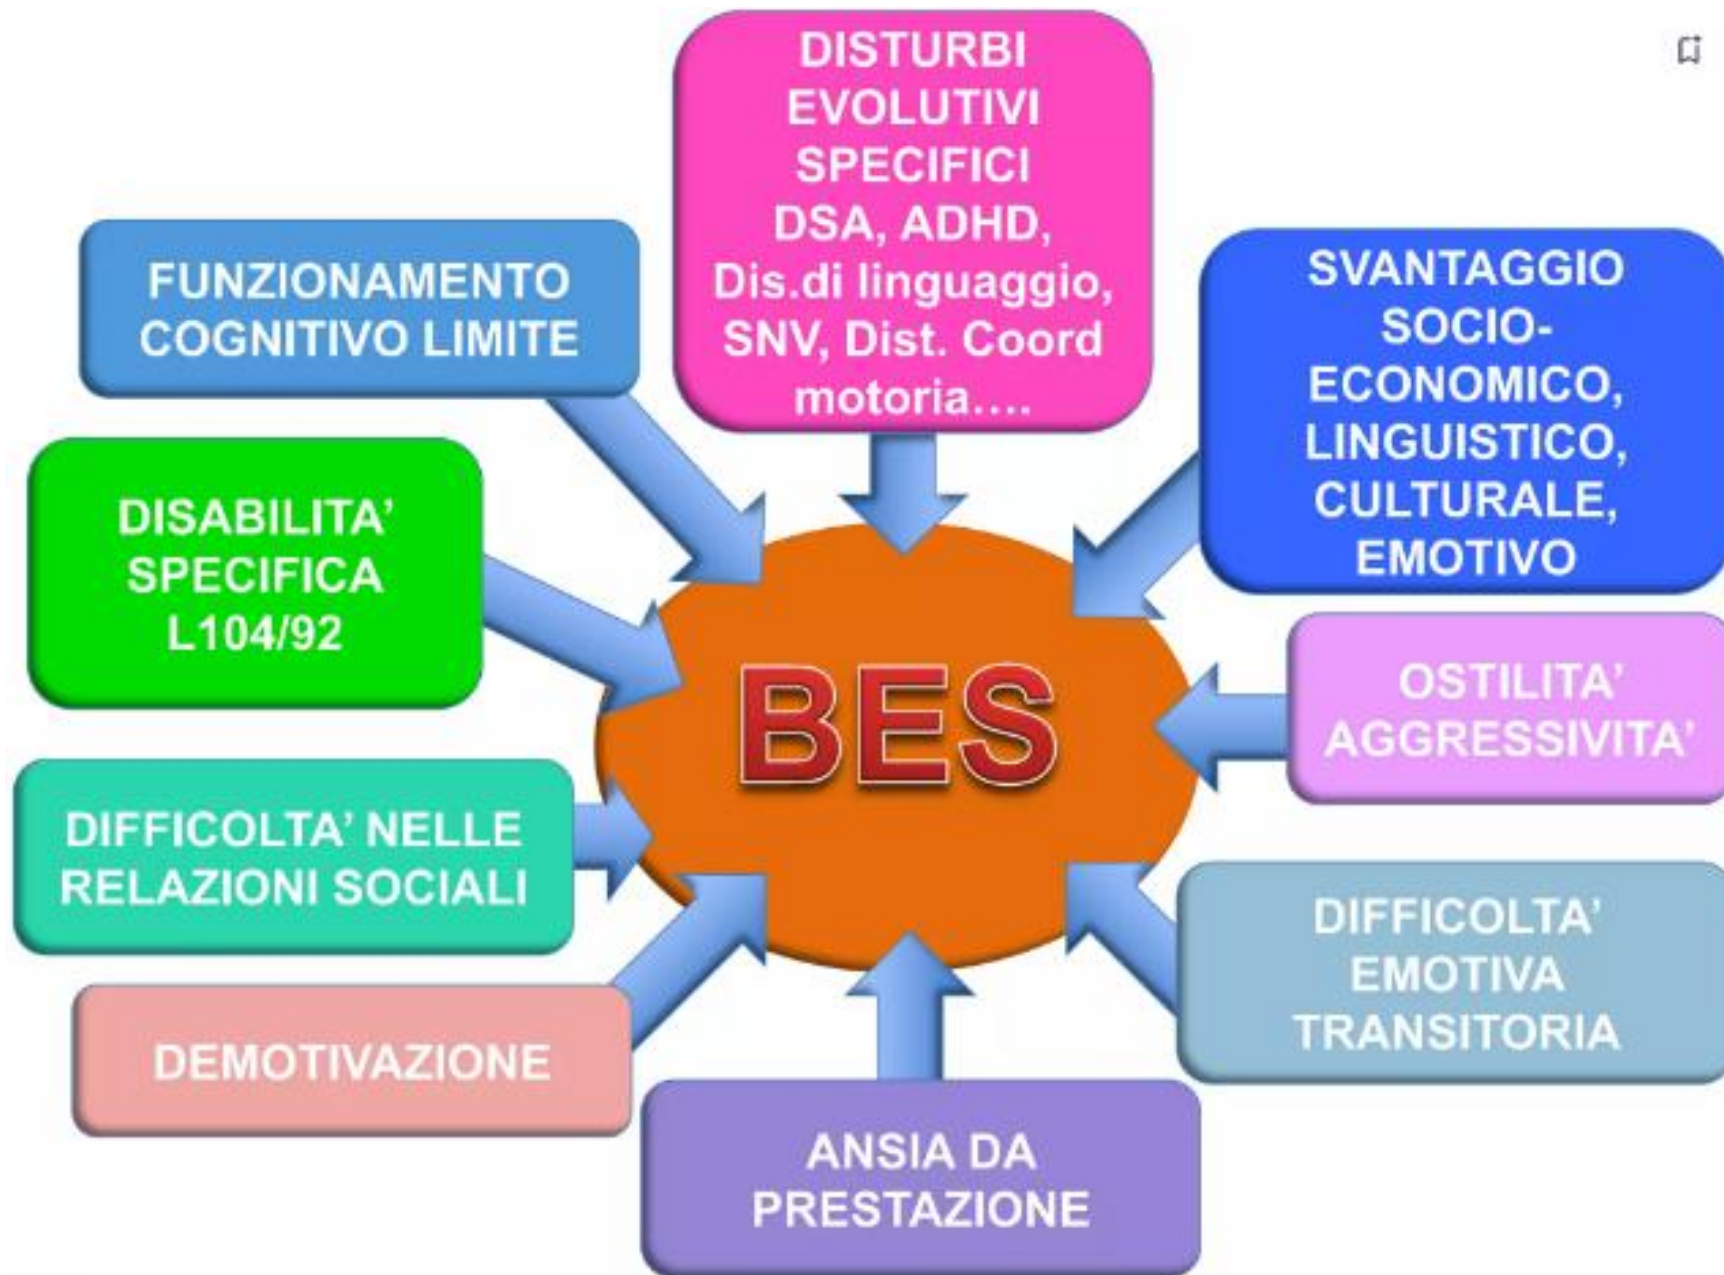 DISTURBI
EVOLUTIVI
SPECIFICI
DSA, ADHD,
Dis.di linguaggio,
SNV, Dist. Coord
motoria....
FUNZIONAMENTO
COGNITIVO LIMITE
SVANTAGGIO
SOCIO-
ECONOMICO,
LINGUISTICO,
CULTURALE,
EMOTIVO
DISABILITA’
SPECIFICA
L104/92
BES
OSTILITA’
AGGRESSIVITA’
DIFFICOLTA’ NELLE
RELAZIONI SOCIALI
DIFFICOLTA’
EMOTIVA
TRANSITORIA
DEMOTIVAZIONE
ANSIA DA
PRESTAZIONE